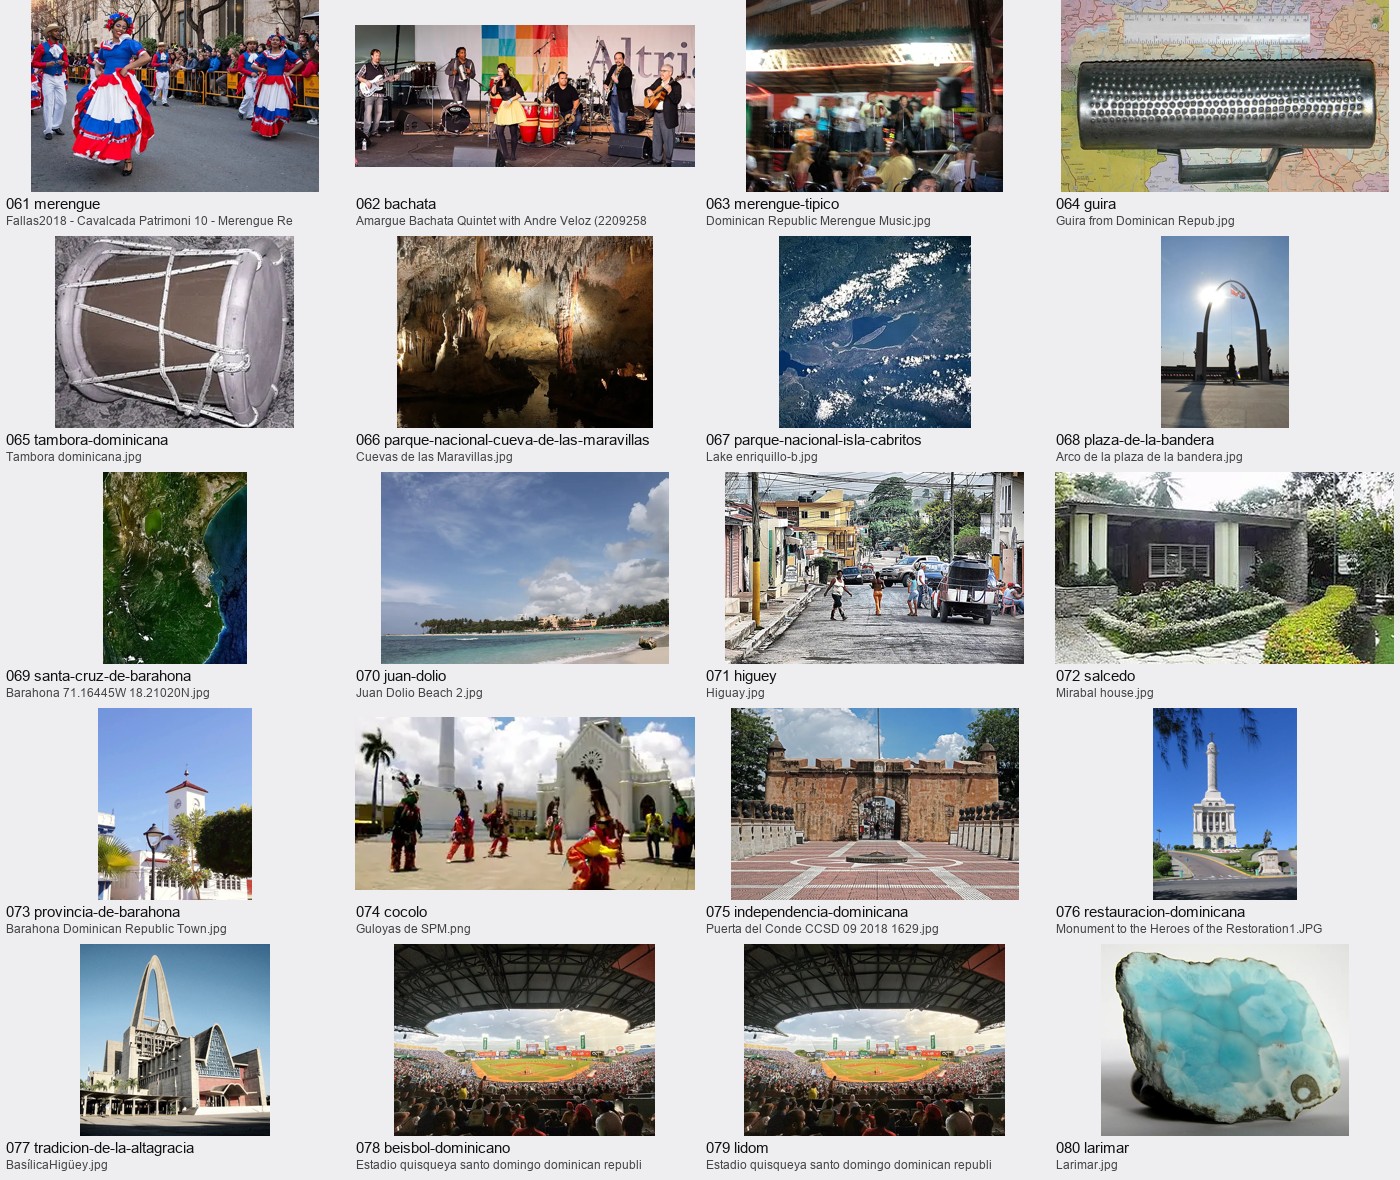 Altri
061 merengue
Fallas2018 - Cavalcada Patrimoni 10 - Merengue Re
062 bachata
Amargue Bachata Quintet with Andre Veloz (2209258
063 merengue-tipico
Dominican Republic Merengue Music.jpg
064 guira
Guira from Dominican Repub.jpg
065 tambora-dominicana
Tambora dominicana.jpg
066 parque-nacional-cueva-de-las-maravillas
Cuevas de las Maravillas.jpg
067 parque-nacional-isla-cabritos
Lake enriquillo-b.jpg
068 plaza-de-la-bandera
Arco de la plaza de la bandera.jpg
069 santa-cruz-de-barahona
Barahona 71.16445W 18.21020N.jpg
070 juan-dolio
Juan Dolio Beach 2.jpg
071 higuey
Higuay.jpg
072 salcedo
Mirabal house.jpg
073 provincia-de-barahona
Barahona Dominican Republic Town.jpg
074 cocolo
Guloyas de SPM.png
075 independencia-dominicana
Puerta del Conde CCSD 09 2018 1629.jpg
076 restauracion-dominicana
Monument to the Heroes of the Restoration1.JPG
077 tradicion-de-la-altagracia
BasílicaHigüey.jpg
078 beisbol-dominicano
Estadio quisqueya santo domingo dominican republi
079 lidom
Estadio quisqueya santo domingo dominican republi
080 larimar
Larimar.jpg